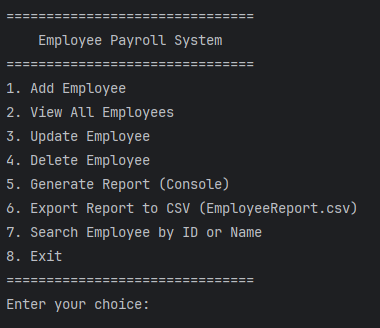 ===============================
Employee Payroll System
===============================
1. Add Employee
2. View All Employees
3. Update Employee
4. Delete Employee
5. Generate Report (Console)
6. Export Report to CSV (EmployeeReport.csv)
7. Search Employee by ID or Name
8. Exit
===============================
Enter your choice: